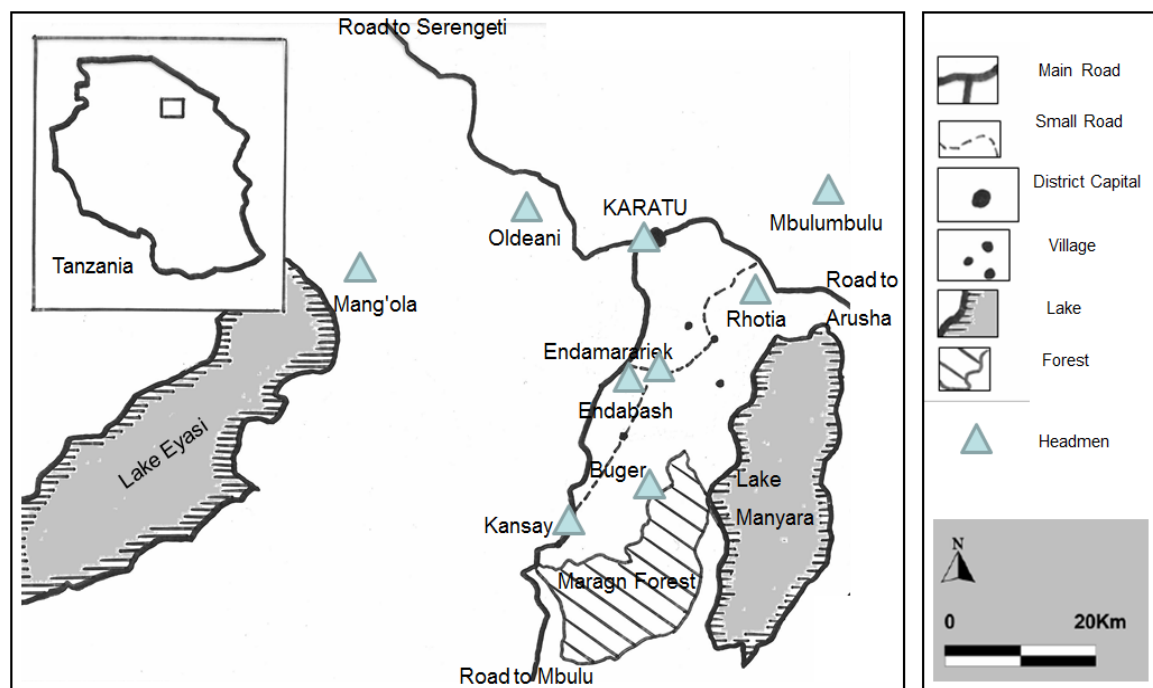 Road to Serengeti
Tanzania
KARATU
Mbulumbulu
Oldeani
Mang'ola
Road to
Arusha
Rhotia
Endamarariek
Endabash
Lake Eyasi
Buger
Lake
Manyara
Kansay
Maragn Forest
Road to Mbulu
Main Road
Small Road
District Capital
Village
Lake
Forest
Headmen
N
0 20Km